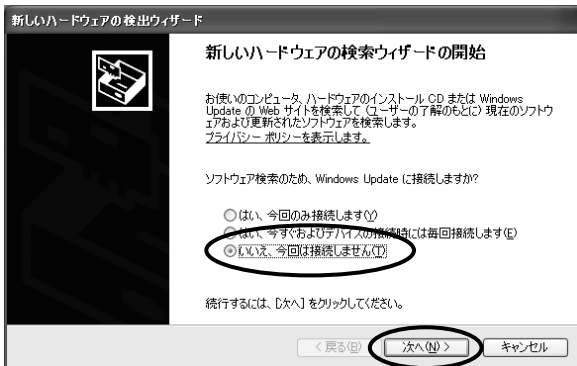 新しいハードウェアの検出ウィザード
新しいハードウェアの検索ウィザードの開始
お使いのコンピュータ、ハードウェアのインストール CD または Windows
Update の Web サイトを検索して (ユーザーの了解のもとに) 現在のソフトウ
ェアおよび更新されたソフトウェアを検索します。
プライバシー ポリシーを表示します。
ソフトウェア検索のため、Windows Update に接続しますか?
はい、今回のみ接続します(Y)
はい、今すぐおよびデバイスの接続時には毎回接続します(E)
いいえ、今回は接続しません(T)
続行するには、[次へ] をクリックしてください。
< 戻る(B) 次へ(N) > キャンセル